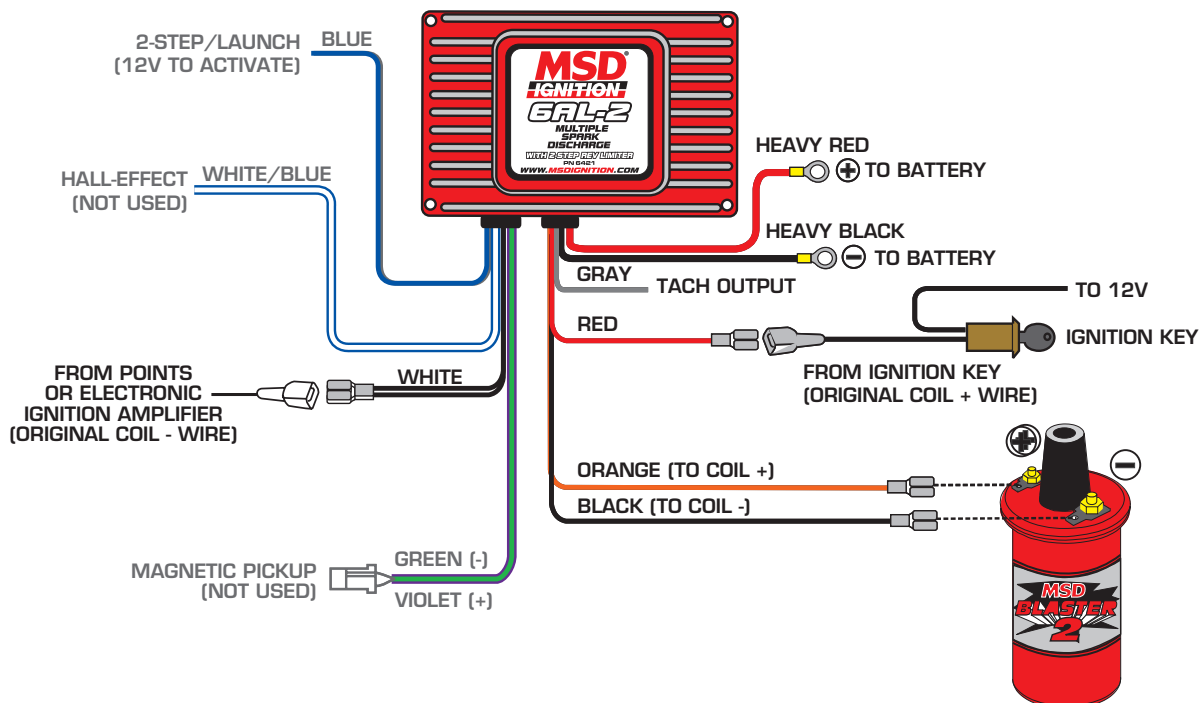 2-STEP/LAUNCH
(12V TO ACTIVATE)
BLUE
MSD
IGNITION
6AL-2
MULTIPLE
SPARK
DISCHARGE
WITH 2-STEP REV LIMITER
PN 6421
WWW.MSDIGNITION.COM
HEAVY RED
+ TO BATTERY
HALL-EFFECT
(NOT USED)
WHITE/BLUE
HEAVY BLACK
- TO BATTERY
GRAY
TACH OUTPUT
TO 12V
RED
IGNITION KEY
FROM IGNITION KEY
(ORIGINAL COIL + WIRE)
FROM POINTS
OR ELECTRONIC
IGNITION AMPLIFIER
(ORIGINAL COIL - WIRE)
WHITE
+
-
ORANGE (TO COIL +)
BLACK (TO COIL -)
MAGNETIC PICKUP
(NOT USED)
GREEN (-)
VIOLET (+)
MSD
BLASTER
2